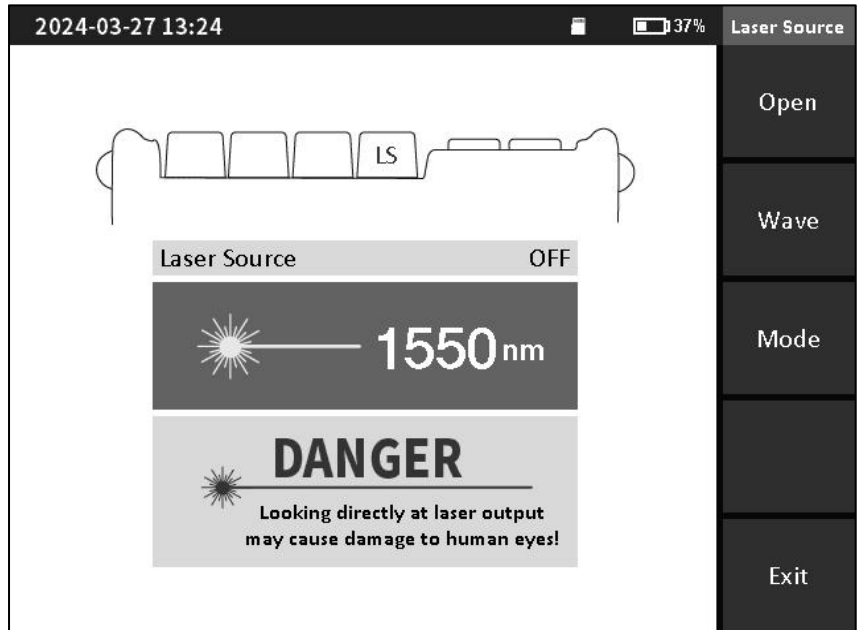 2024-03-27 13:24 37% Laser Source
Open
LS
Wave
Laser Source OFF
1550nm
Mode
DANGER
Looking directly at laser output
may cause damage to human eyes!
Exit